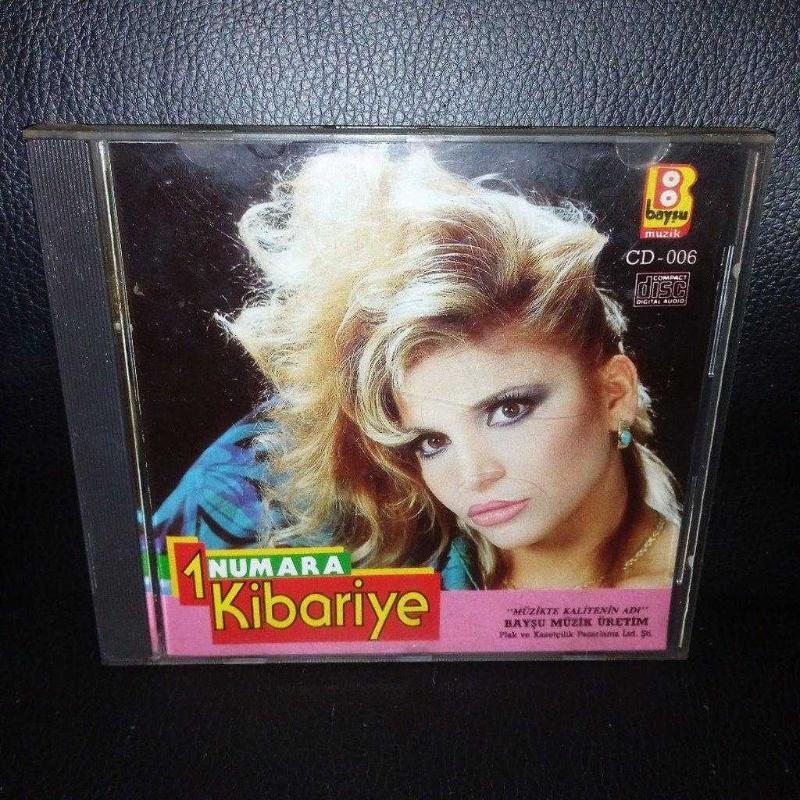 B
bayşu
müzik
CD-006
COMPACT
disc
DIGITAL AUDIO
1 NUMARA
Kibariye
"MÜZİKTE KALİTENİN ADI"
BAYŞU MÜZİK ÜRETİM
Plak ve Kasetçilik Pazarlama Ltd. Şti.